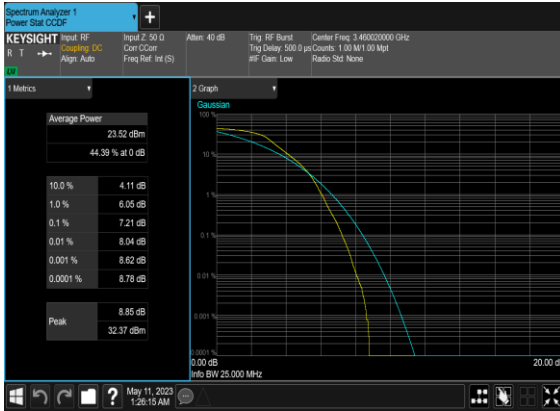 Spectrum Analyzer 1
Power Stat CCDF
+
KEYSIGHT Input: RF Input Z: 50 Ω Atten: 40 dB Trig: RF Burst Center Freq: 3.460020000 GHz
R T Coupling: DC Corr CCorr Trig Delay: 500.0 µs Counts: 1.00 M/1.00 Mpt
Align: Auto Freq Ref: Int (S) #IF Gain: Low Radio Std: None
1 Metrics
2 Graph
Average Power
23.52 dBm
44.39 % at 0 dB
10.0 % 4.11 dB
1.0 % 6.05 dB
0.1 % 7.21 dB
0.01 % 8.04 dB
0.001 % 8.62 dB
0.0001 % 8.78 dB
Peak 8.85 dB
32.37 dBm
Gaussian
100 %
10 %
1 %
0.1 %
0.01 %
0.001 %
0.0001 %
0.00 dB 20.00 d
Info BW 25.000 MHz
? May 11, 2023
1:26:15 AM